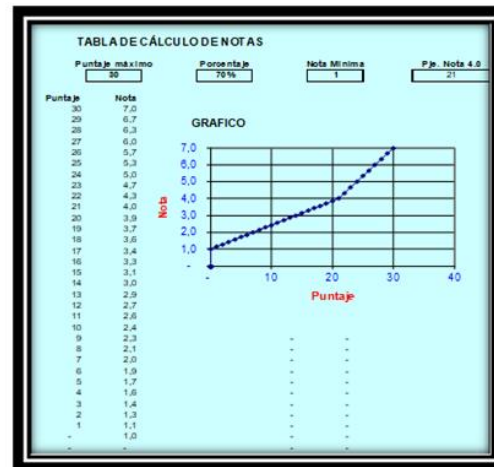 TABLA DE CÁLCULO DE NOTAS
Puntaje máximo Porcentaje Nota Minima Pje. Nota 4.0
30 70% 1 21
Puntaje Nota
30 7,0
29 6,7
28 6,3
27 6,0
26 5,7
25 5,3
24 5,0
23 4,7
22 4,3
21 4,0
20 3,9
19 3,7
18 3,6
17 3,4
16 3,3
15 3,1
14 3,0
13 2,9
12 2,7
11 2,6
10 2,4
9 2,3 - -
8 2,1 - -
7 2,0 - -
6 1,9 - -
5 1,7 - -
4 1,6 - -
3 1,4 - -
2 1,3 - -
1 1,1 - -
- 1,0 - -
- - - -
GRAFICO
7,0
6,0
5,0
4,0
3,0
2,0
1,0
-
Nota
- 10 20 30 40
Puntaje